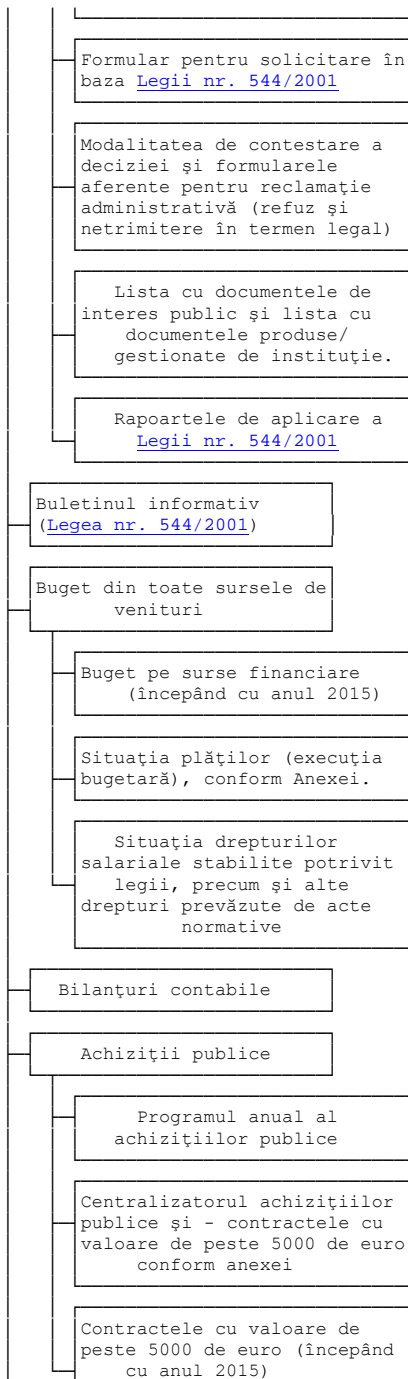 Formular pentru solicitare în
baza Legii nr. 544/2001
Modalitatea de contestare a
deciziei şi formularele
aferente pentru reclamaţie
administrativă (refuz şi
netrimitere în termen legal)
Lista cu documentele de
interes public şi lista cu
documentele produse/
gestionate de instituţie.
Rapoartele de aplicare a
Legii nr. 544/2001
Buletinul informativ
(Legea nr. 544/2001)
Buget din toate sursele de
venituri
Buget pe surse financiare
(începând cu anul 2015)
Situaţia plăţilor (execuţia
bugetară), conform Anexei.
Situaţia drepturilor
salariale stabilite potrivit
legii, precum şi alte
drepturi prevăzute de acte
normative
Bilanţuri contabile
Achiziţii publice
Programul anual al
achiziţiilor publice
Centralizatorul achiziţiilor
publice şi - contractele cu
valoare de peste 5000 de euro
conform anexei
Contractele cu valoare de
peste 5000 de euro (începând
cu anul 2015)